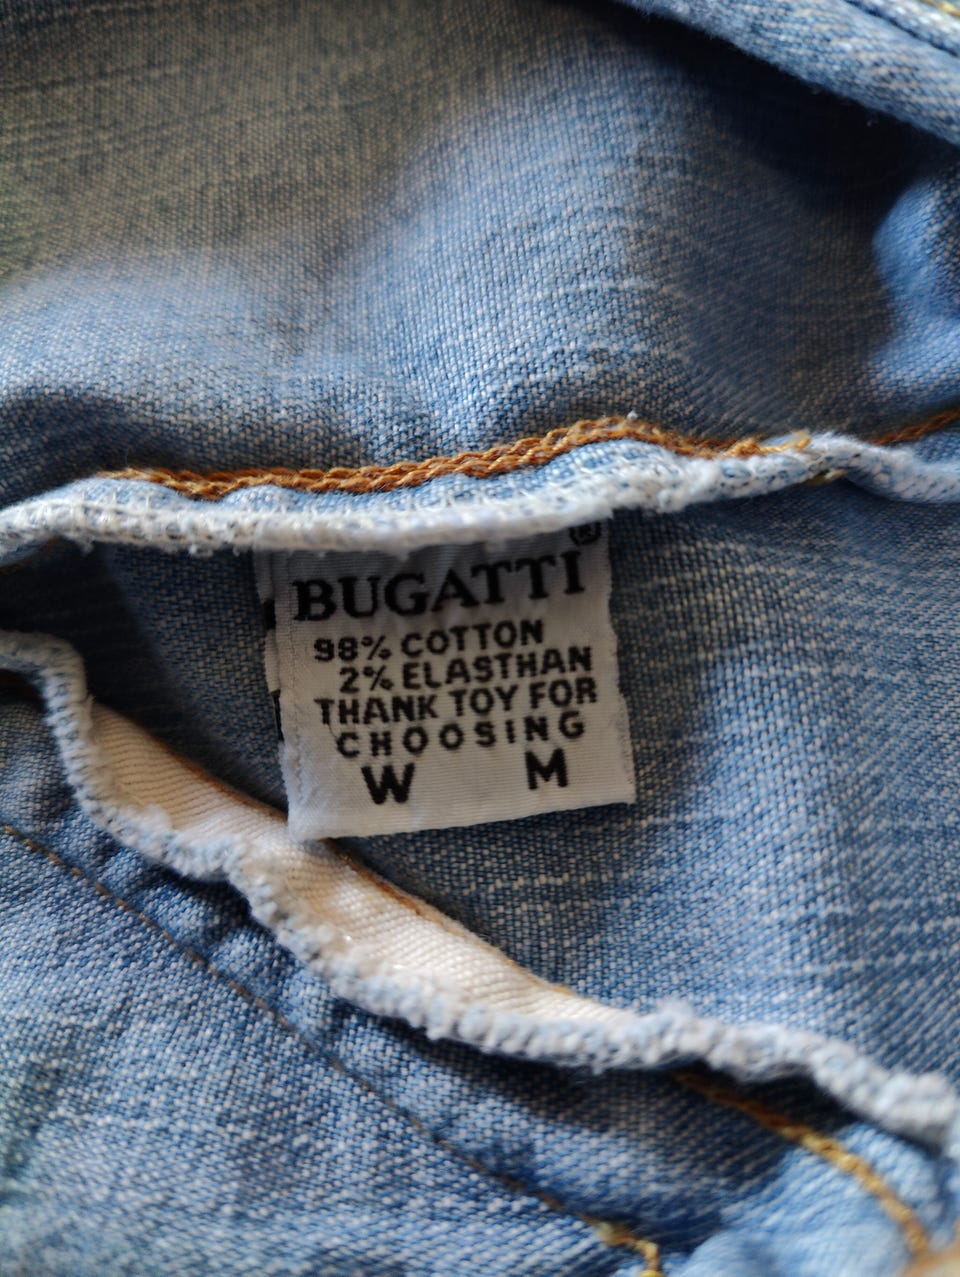 BUGATTI®
98% COTTON
2% ELASTHAN
THANK TOY FOR
CHOOSING
W M